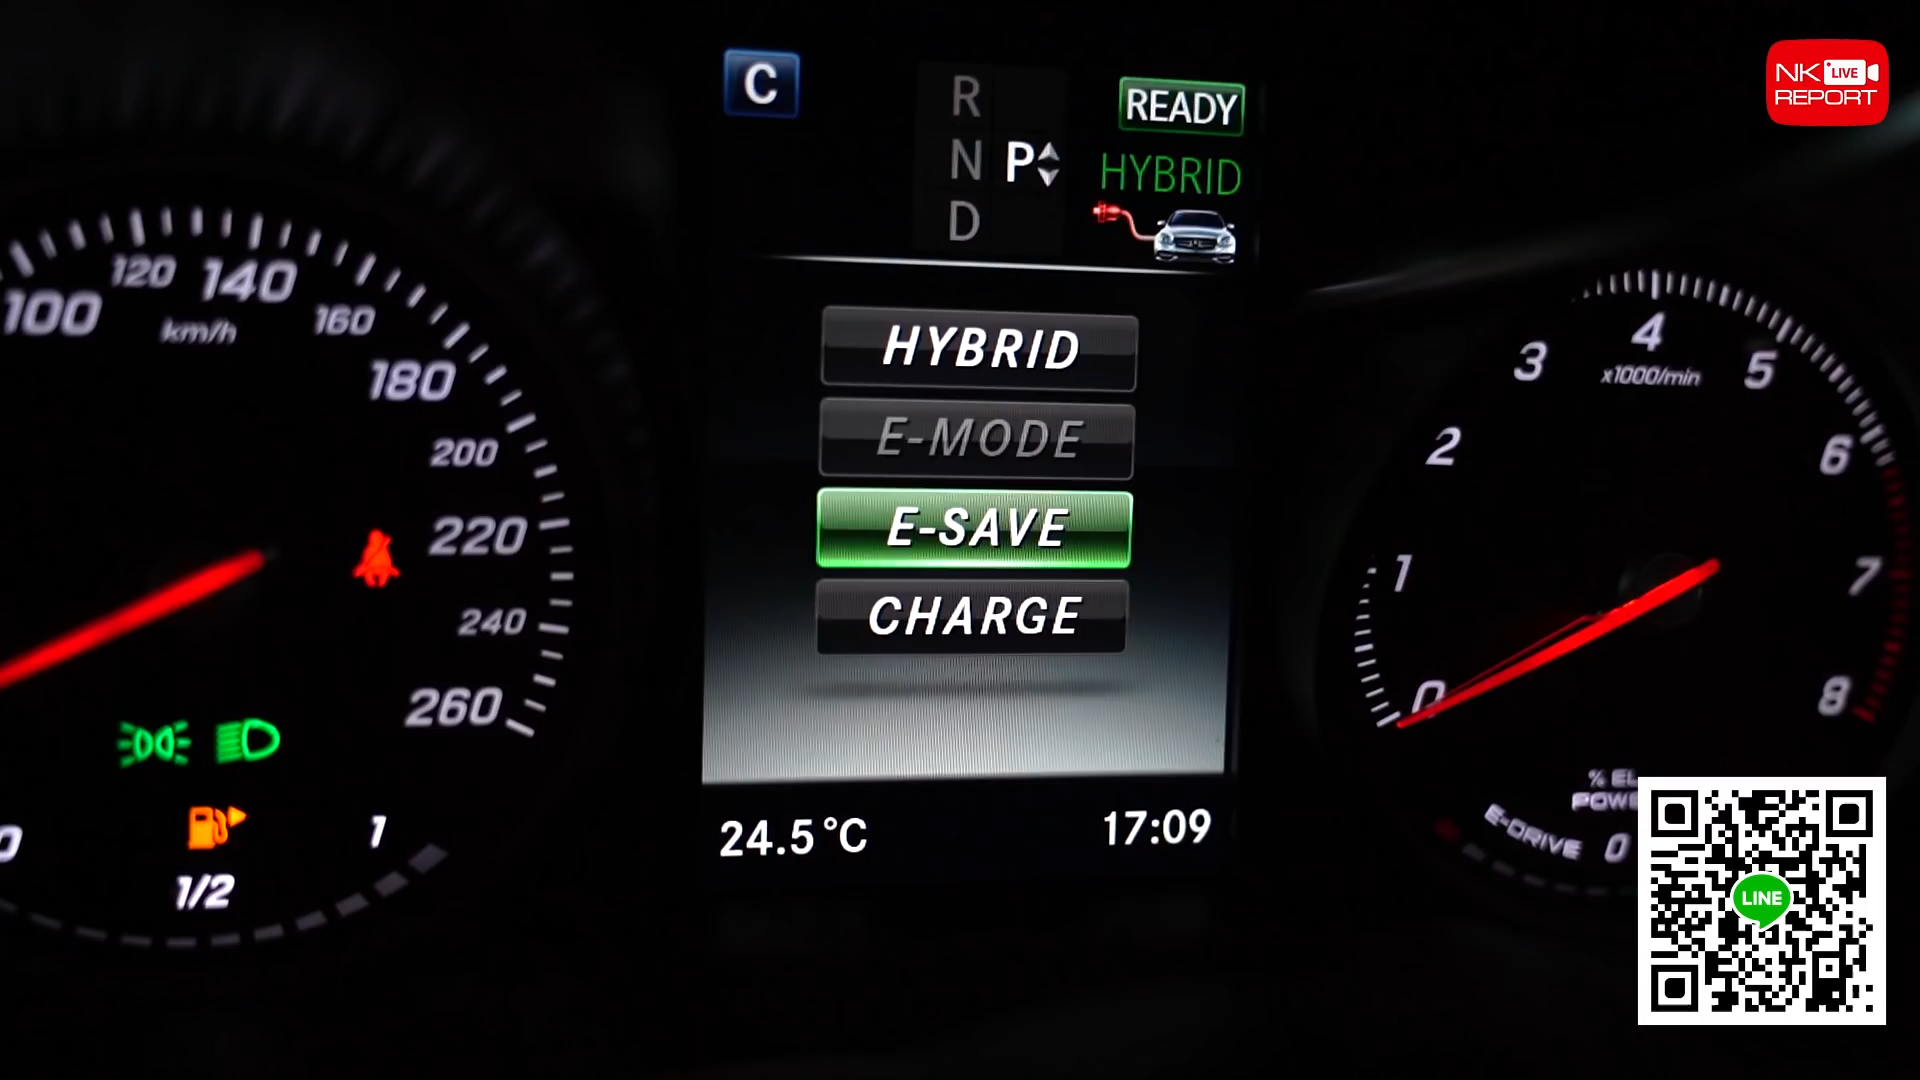 C
R
N
D
P
READY
HYBRID
HYBRID
E-MODE
E-SAVE
CHARGE
24.5°C
17:09
100
120
140
160
180
200
220
240
260
km/h
1/2
1
0
1
2
3
4
5
6
7
8
x1000/min
E-DRIVE
0
NK LIVE
REPORT
LINE